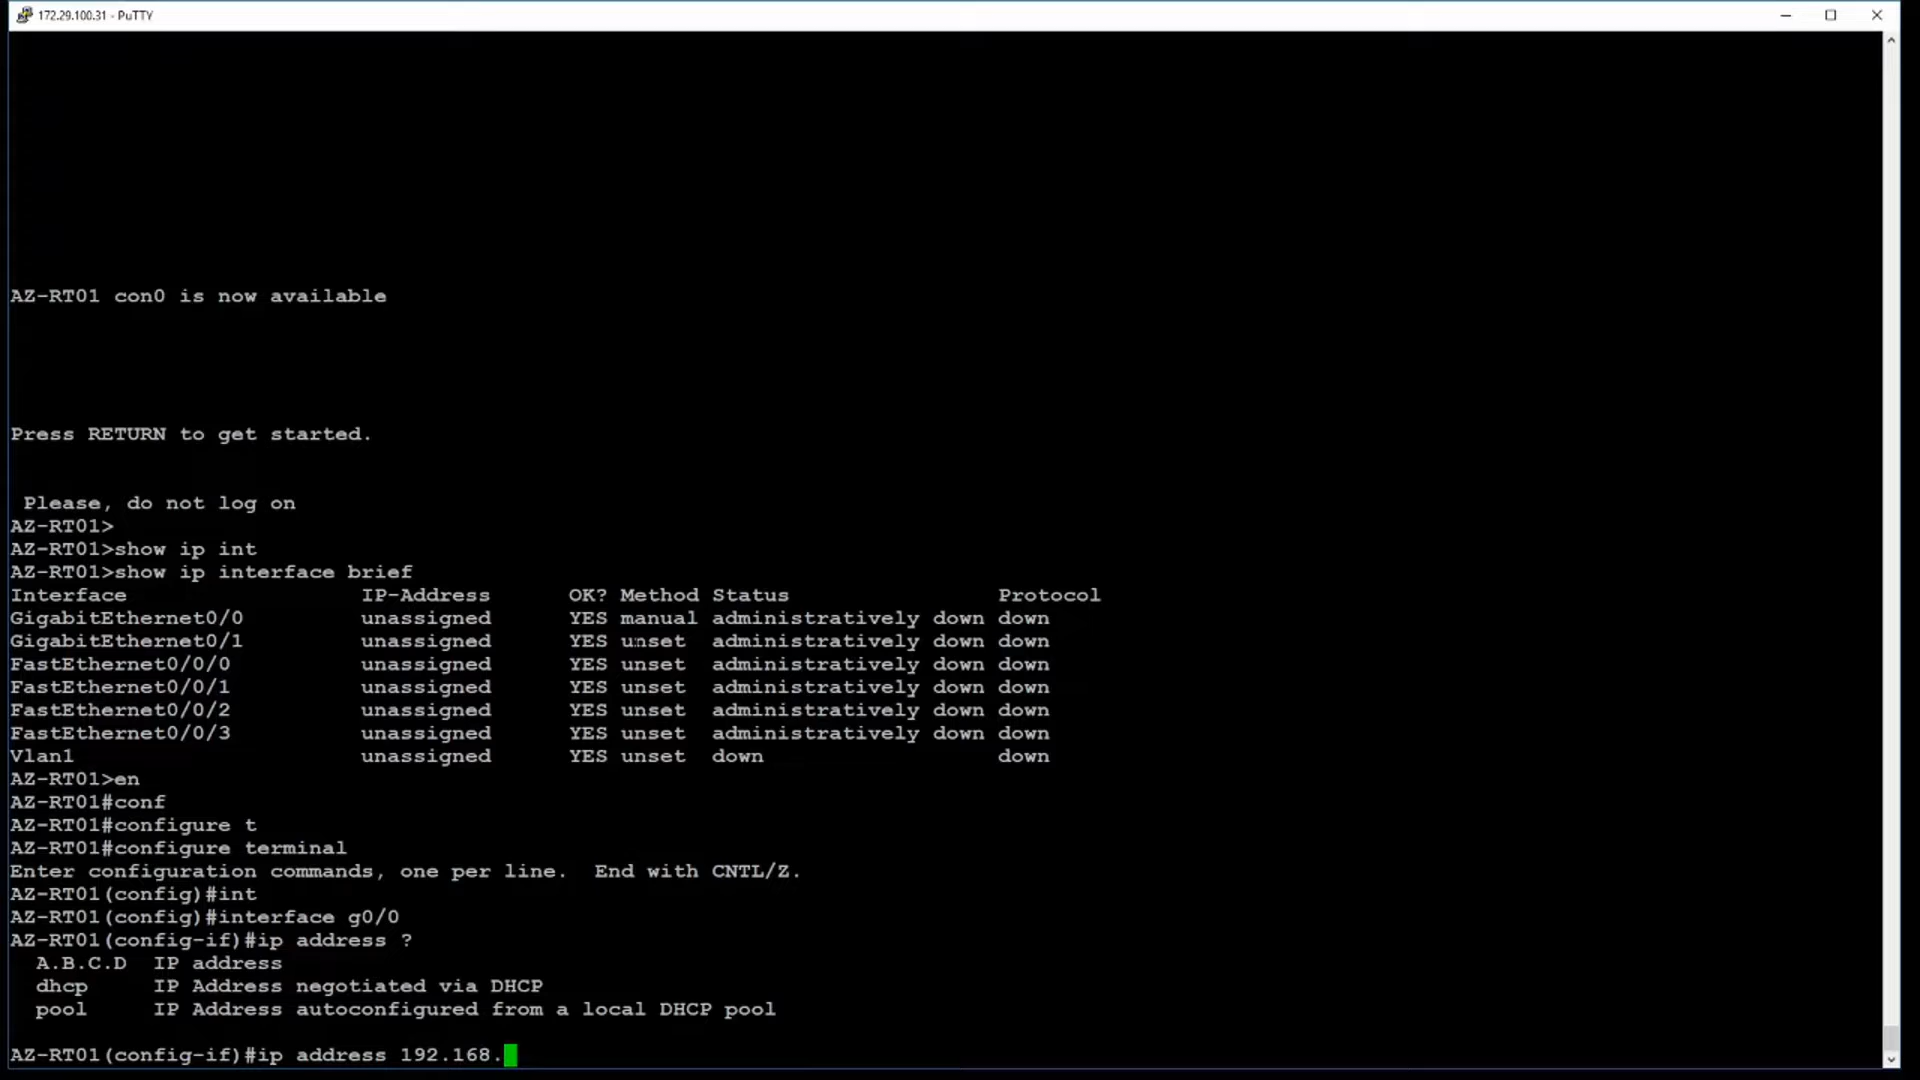 172.29.100.31 - PuTTY
AZ-RT01 con0 is now available
Press RETURN to get started.
Please, do not log on
AZ-RT01>
AZ-RT01>show ip int
AZ-RT01>show ip interface brief
Interface                  IP-Address      OK? Method Status                Protocol
GigabitEthernet0/0         unassigned      YES manual administratively down down
GigabitEthernet0/1         unassigned      YES unset  administratively down down
FastEthernet0/0/0          unassigned      YES unset  administratively down down
FastEthernet0/0/1          unassigned      YES unset  administratively down down
FastEthernet0/0/2          unassigned      YES unset  administratively down down
FastEthernet0/0/3          unassigned      YES unset  administratively down down
Vlan1                      unassigned      YES unset  down                  down
AZ-RT01>en
AZ-RT01#conf
AZ-RT01#configure t
AZ-RT01#configure terminal
Enter configuration commands, one per line.  End with CNTL/Z.
AZ-RT01(config)#int
AZ-RT01(config)#interface g0/0
AZ-RT01(config-if)#ip address ?
  A.B.C.D  IP address
  dhcp     IP Address negotiated via DHCP
  pool     IP Address autoconfigured from a local DHCP pool
AZ-RT01(config-if)#ip address 192.168.